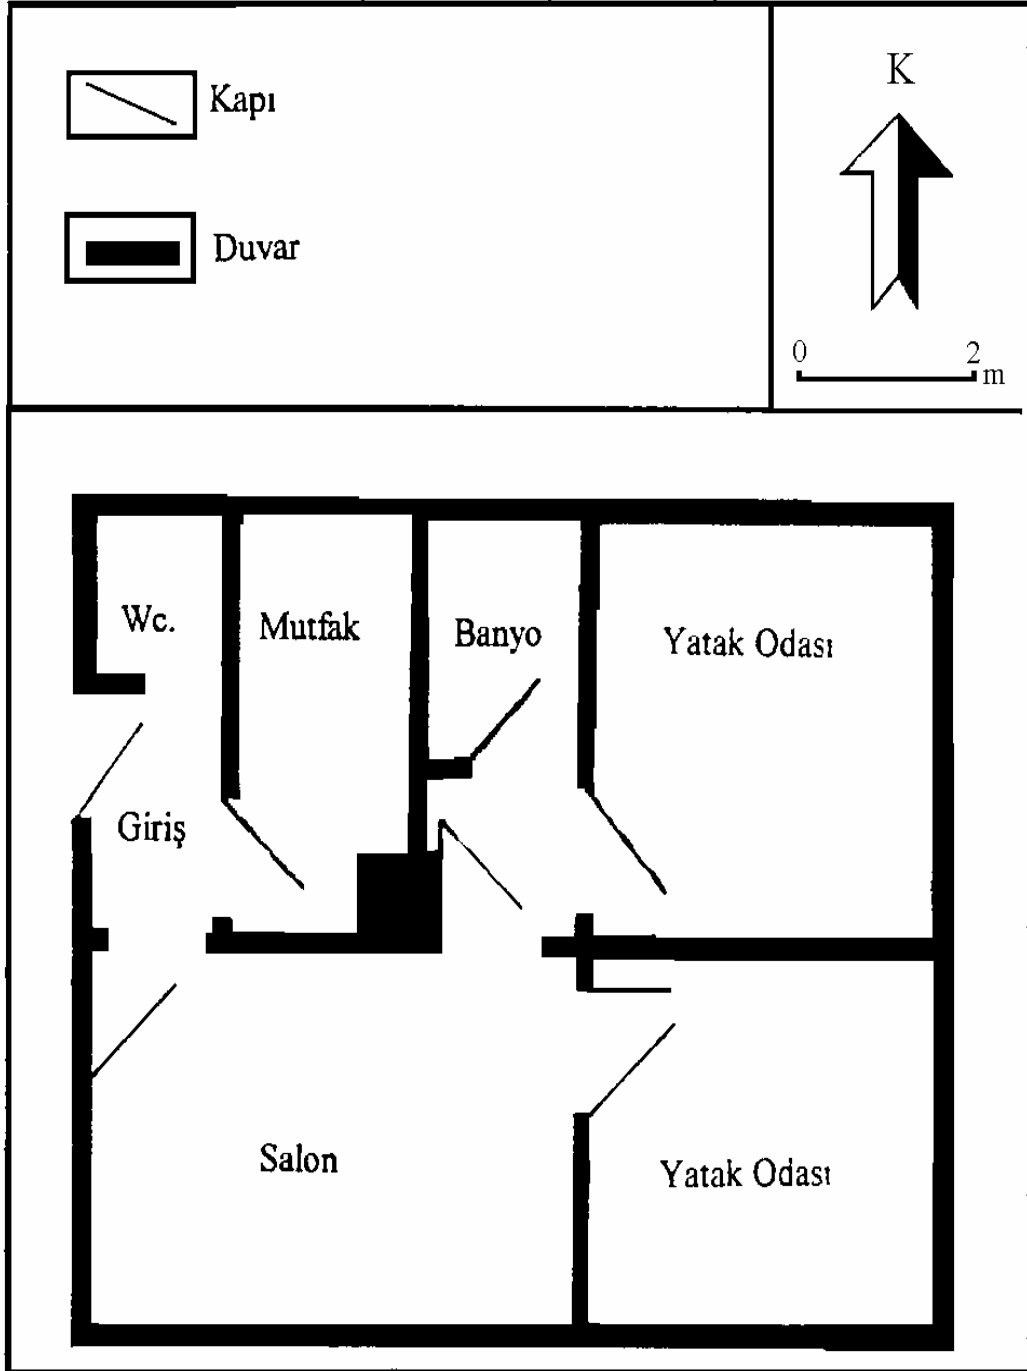 Kapı
Duvar
K
0 2
m
Wc.
Mutfak
Banyo
Yatak Odası
Giriş
Salon
Yatak Odası